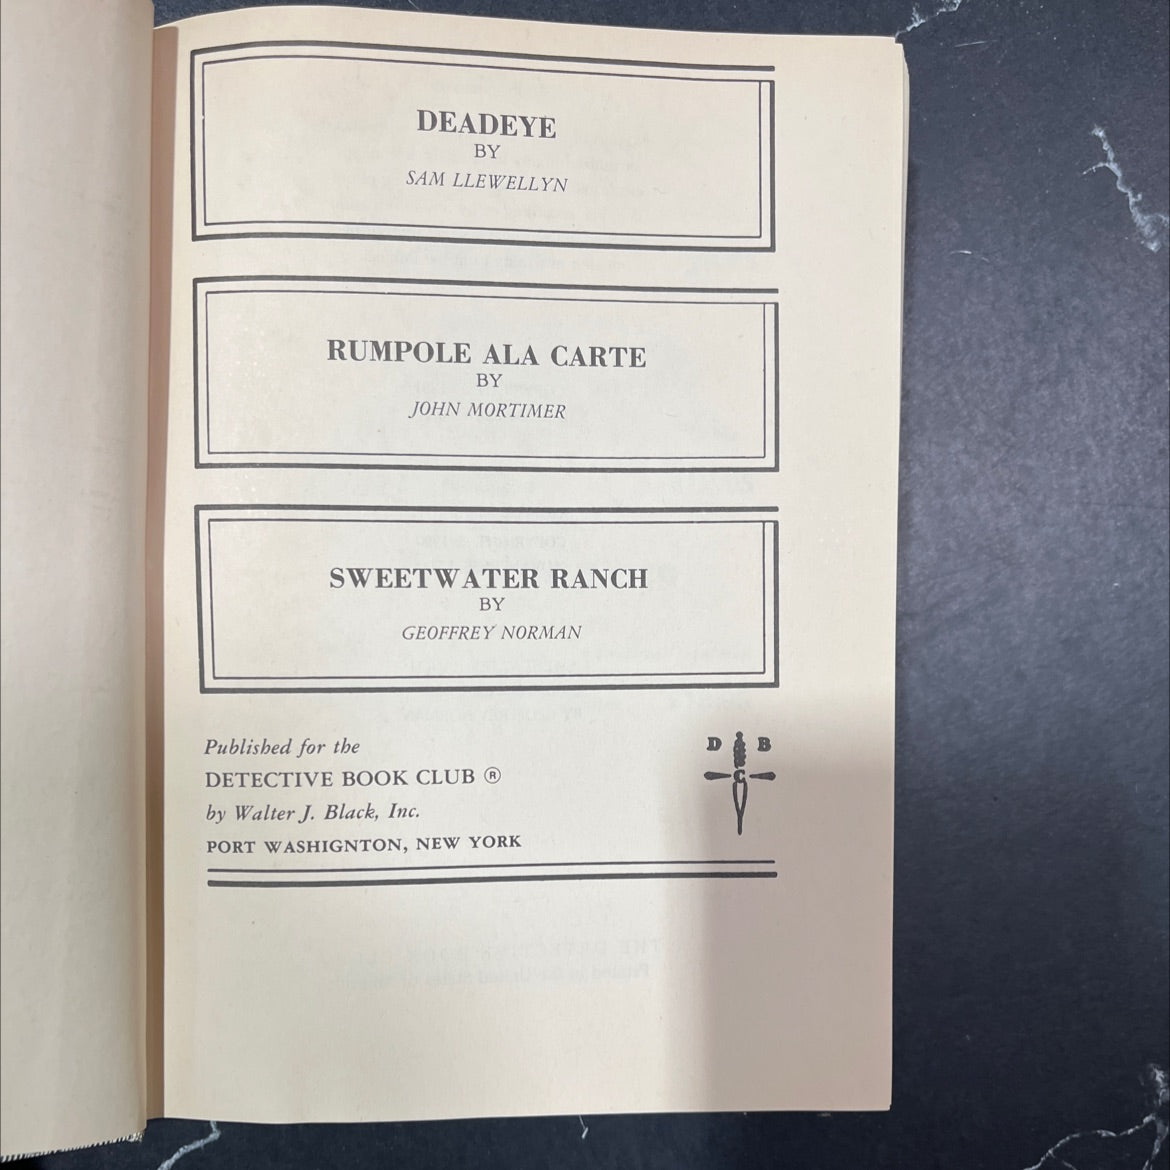 DEADEYE
BY
SAM LLEWELLYN
RUMPOLE ALA CARTE
BY
JOHN MORTIMER
SWEETWATER RANCH
BY
GEOFFREY NORMAN
Published for the
DETECTIVE BOOK CLUB ®
by Walter J. Black, Inc.
PORT WASHIGNTON, NEW YORK
D B
C